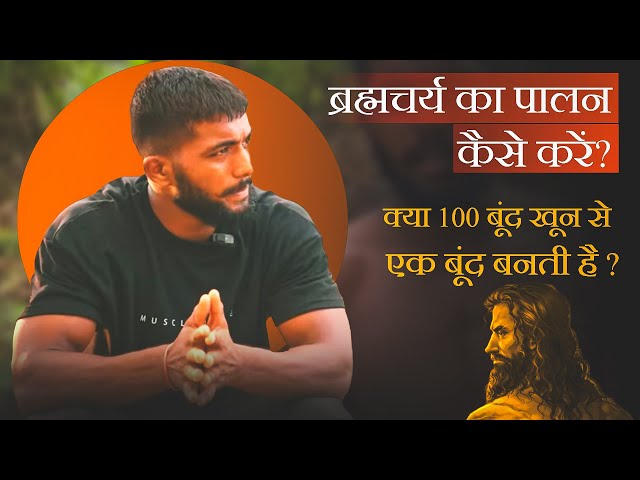 ब्रह्मचर्य का पालन
कैसे करें?
क्या 100 बूंद खून से
एक बूंद बनती है ?